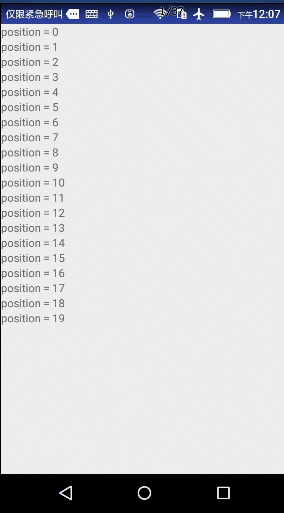 仅限紧急呼叫 下午12:07
position = 0
position = 1
position = 2
position = 3
position = 4
position = 5
position = 6
position = 7
position = 8
position = 9
position = 10
position = 11
position = 12
position = 13
position = 14
position = 15
position = 16
position = 17
position = 18
position = 19